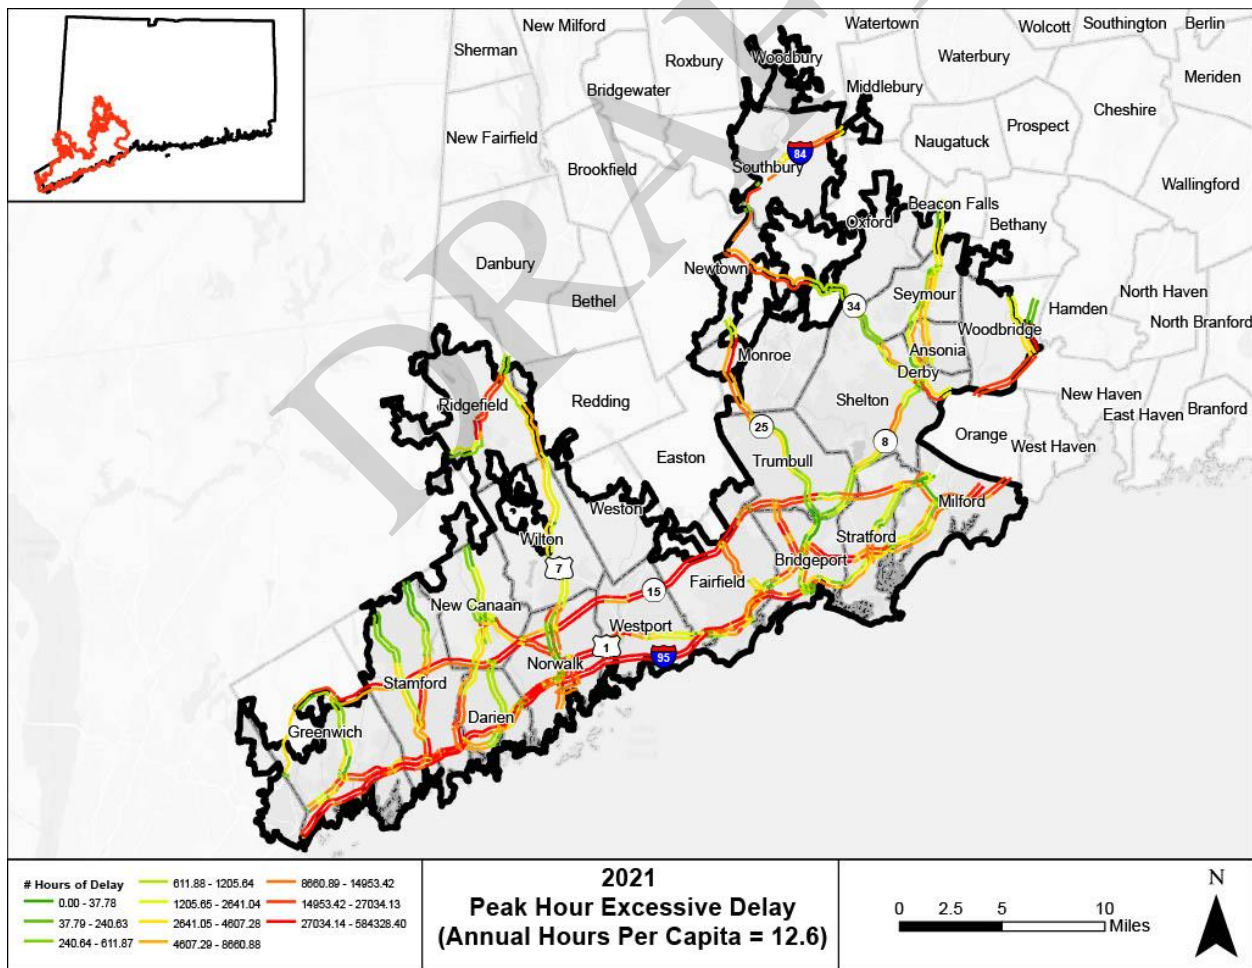 DRAFT
New Milford
Watertown
Wolcott
Southington
Berlin
Sherman
Roxbury
Woodbury
Waterbury
Meriden
Bridgewater
Middlebury
Cheshire
New Fairfield
Naugatuck
Prospect
Brookfield
84
Southbury
Wallingford
Beacon Falls
Oxford
Bethany
Danbury
Newtown
Bethel
Seymour
North Haven
Hamden
34
Woodbridge
North Branford
Monroe
Ansonia
Derby
Ridgefield
Redding
Shelton
New Haven
East Haven
Branford
25
8
Orange
West Haven
Easton
Trumbull
Weston
Milford
Wilton
Stratford
7
Bridgeport
Fairfield
15
New Canaan
Westport
1
95
Norwalk
Stamford
Darien
Greenwich
# Hours of Delay
0.00 - 37.78
37.79 - 240.63
240.64 - 611.87
611.88 - 1205.64
1205.65 - 2641.04
2641.05 - 4607.28
4607.29 - 8660.88
8660.89 - 14953.42
14953.42 - 27034.13
27034.14 - 584328.40
2021
Peak Hour Excessive Delay
(Annual Hours Per Capita = 12.6)
0 2.5 5 10
Miles
N